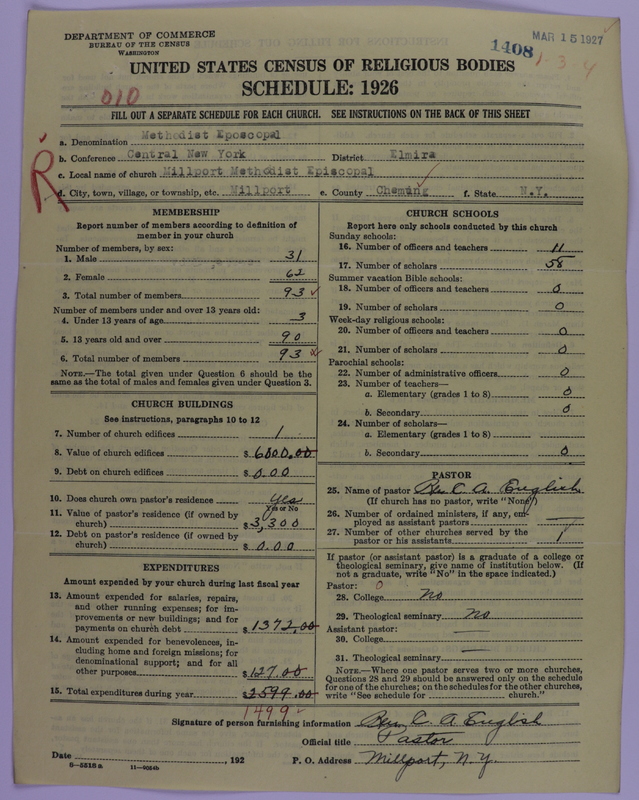 DEPARTMENT OF COMMERCE
BUREAU OF THE CENSUS
WASHINGTON
1408
MAR 15 1927
1-3-4
UNITED STATES CENSUS OF RELIGIOUS BODIES
SCHEDULE: 1926
010
FILL OUT A SEPARATE SCHEDULE FOR EACH CHURCH. SEE INSTRUCTIONS ON THE BACK OF THIS SHEET
R
a. Denomination Methodist Eposcopal
b. Conference Central New York District Elmira
c. Local name of church Millport Methodist Episcopal
d. City, town, village, or township, etc. Millport e. County Chemung f. State N.Y.
MEMBERSHIP
Report number of members according to definition of
member in your church
Number of members, by sex:
1. Male 31
2. Female 62
3. Total number of members 93 ✓
Number of members under and over 13 years old:
4. Under 13 years of age 3
5. 13 years old and over 90
6. Total number of members 93
NOTE.—The total given under Question 6 should be the
same as the total of males and females given under Question 3.
CHURCH BUILDINGS
See instructions, paragraphs 10 to 12
7. Number of church edifices 1
8. Value of church edifices $6000.00
9. Debt on church edifices $0.00
10. Does church own pastor's residence Yes
Yes or No
11. Value of pastor's residence (if owned by
church) $3,300
12. Debt on pastor's residence (if owned by
church) $0.00
EXPENDITURES
Amount expended by your church during last fiscal year
13. Amount expended for salaries, repairs,
and other running expenses; for im-
provements or new buildings; and for
payments on church debt $1372.00
14. Amount expended for benevolences, in-
cluding home and foreign missions; for
denominational support; and for all
other purposes $127.00
15. Total expenditures during year $2599.00
1499 ✓
CHURCH SCHOOLS
Report here only schools conducted by this church
Sunday schools:
16. Number of officers and teachers 11
17. Number of scholars 58
Summer vacation Bible schools:
18. Number of officers and teachers 0
19. Number of scholars 0
Week-day religious schools:
20. Number of officers and teachers 0
21. Number of scholars 0
Parochial schools:
22. Number of administrative officers 0
23. Number of teachers—
a. Elementary (grades 1 to 8) 0
b. Secondary 0
24. Number of scholars—
a. Elementary (grades 1 to 8)
b. Secondary 0
PASTOR
25. Name of pastor Rev. C. A. English
(If church has no pastor, write "None")
26. Number of ordained ministers, if any, em-
ployed as assistant pastors —
27. Number of other churches served by the
pastor or his assistants 1
If pastor (or assistant pastor) is a graduate of a college or
theological seminary, give name of institution below. (If
not a graduate, write "No" in the space indicated.)
Pastor: 0
28. College No
29. Theological seminary No
Assistant pastor: —
30. College
31. Theological seminary —
NOTE.—Where one pastor serves two or more churches,
Questions 28 and 29 should be answered only on the schedule
for one of the churches; on the schedules for the other churches,
write "See schedule for church."
Signature of person furnishing information Rev. C. A. English
Official title Pastor
Date , 192 P. O. Address Millport, N.Y.
8—5518a 11—9054b